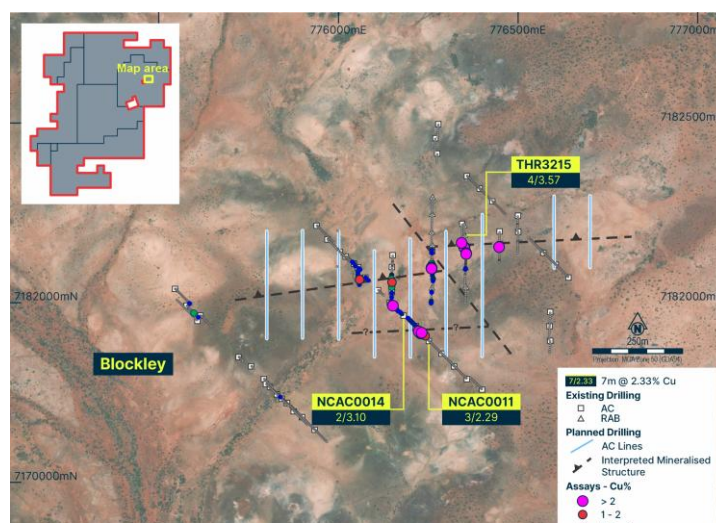 776000mE
776500mE
777000mE
Map area
7182500mN
THR3215
4/3.57
7182000mN
7182000mN
Blockley
NCAC0014
2/3.10
NCAC0011
3/2.29
?
?
N
250m
7/2.33 7m @ 2.33% Cu
Existing Drilling
AC
RAB
Planned Drilling
AC Lines
Interpreted Mineralised
Structure
Assays - Cu%
> 2
1 - 2
7170000mN